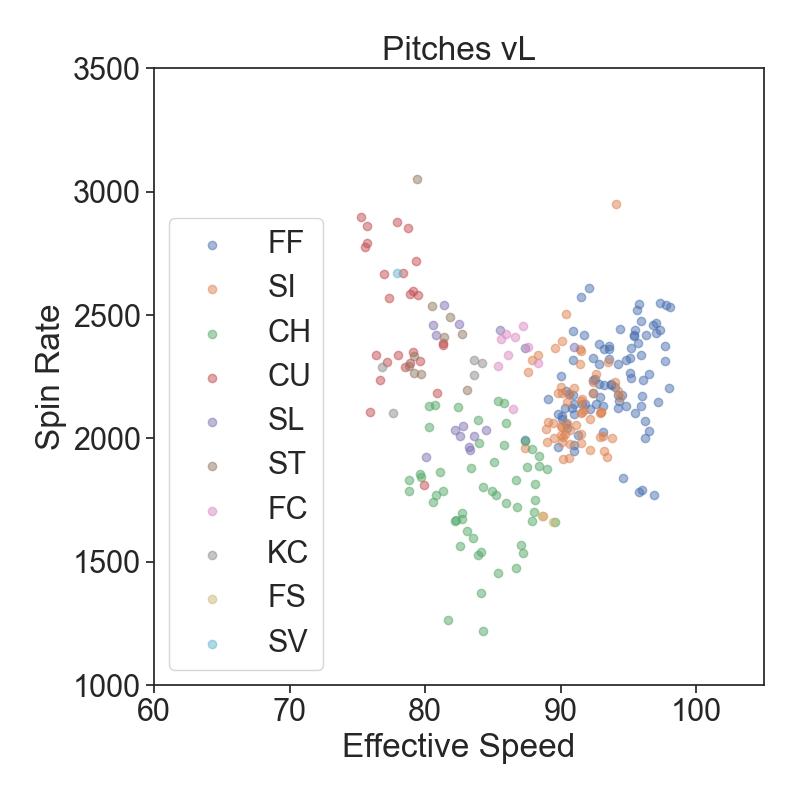 Pitches vL
3500
3000
2500
2000
1500
1000
Spin Rate
FF
SI
CH
CU
SL
ST
FC
KC
FS
SV
60 70 80 90 100
Effective Speed